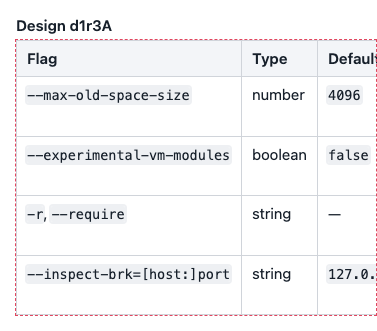 Design d1r3A
Flag Type Defaul
--max-old-space-size number 4096
--experimental-vm-modules boolean false
-r, --require string —
--inspect-brk=[host:]port string 127.0.